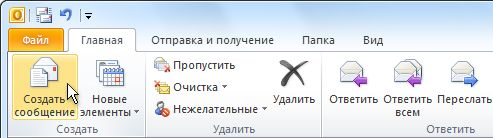 Файл Главная Отправка и получение Папка Вид
Создать сообщение
Новые элементы
Создать
Пропустить
Очистка
Нежелательные
Удалить
Удалить
Ответить
Ответить всем
Переслать